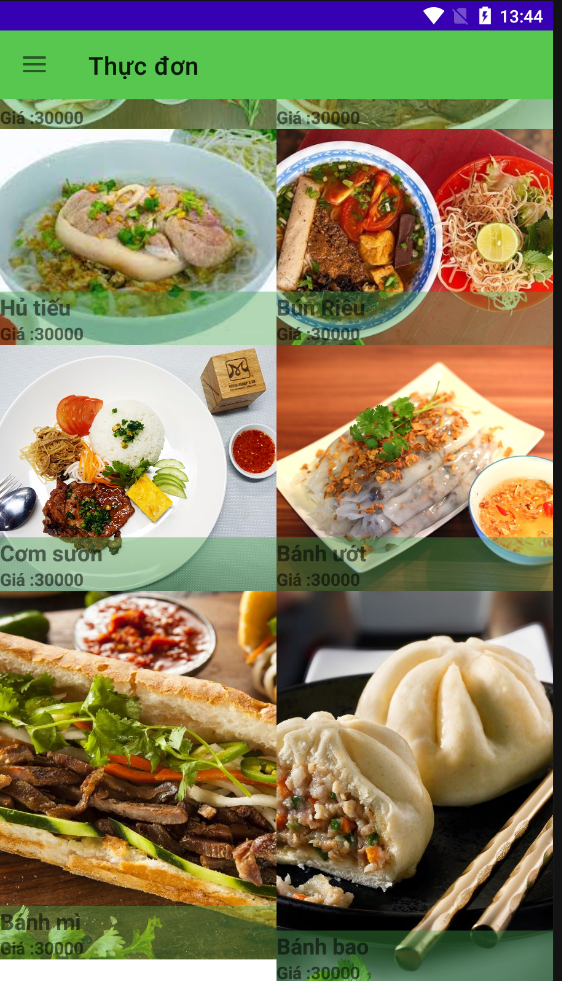 13:44
Thực đơn
Giá :30000
Giá :30000
Hủ tiếu
Giá :30000
Bún Riêu
Giá :30000
Cơm sườn
Giá :30000
Bánh ướt
Giá :30000
Bánh mì
Giá :30000
Bánh bao
Giá :30000